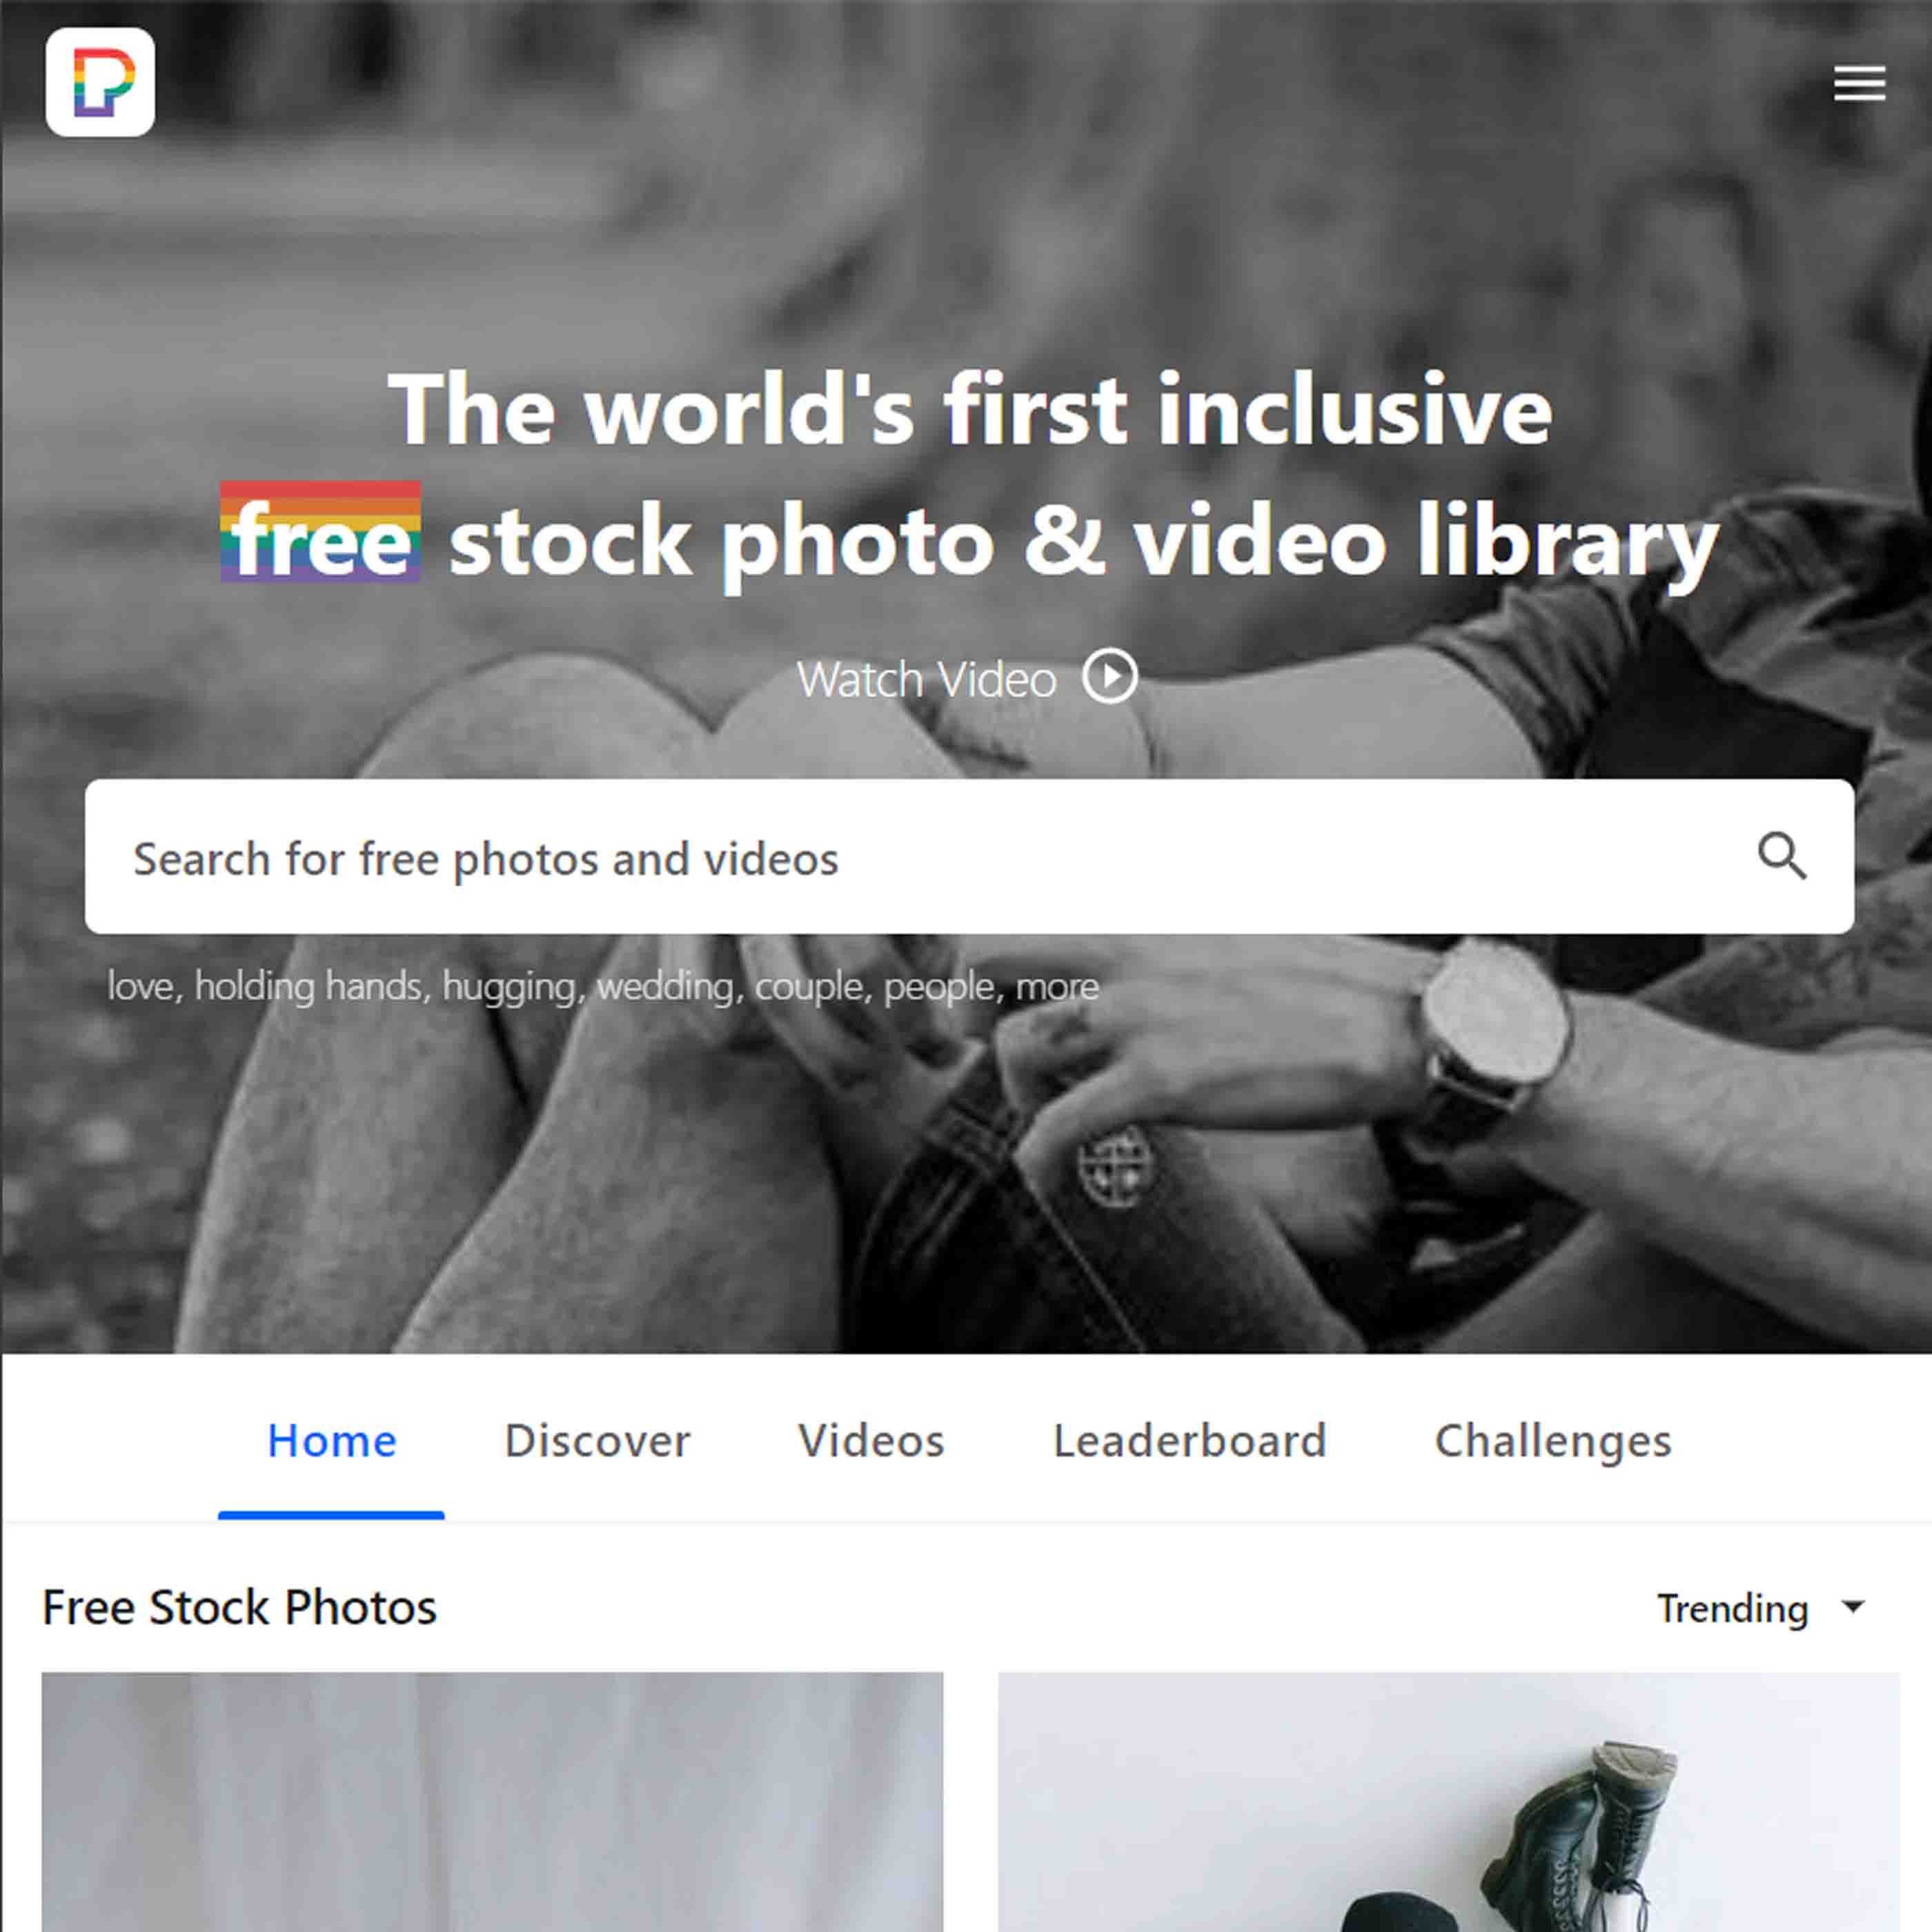 P
The world's first inclusive
free stock photo & video library
Watch Video
Search for free photos and videos
love, holding hands, hugging, wedding, couple, people, more
Home Discover Videos Leaderboard Challenges
Free Stock Photos Trending